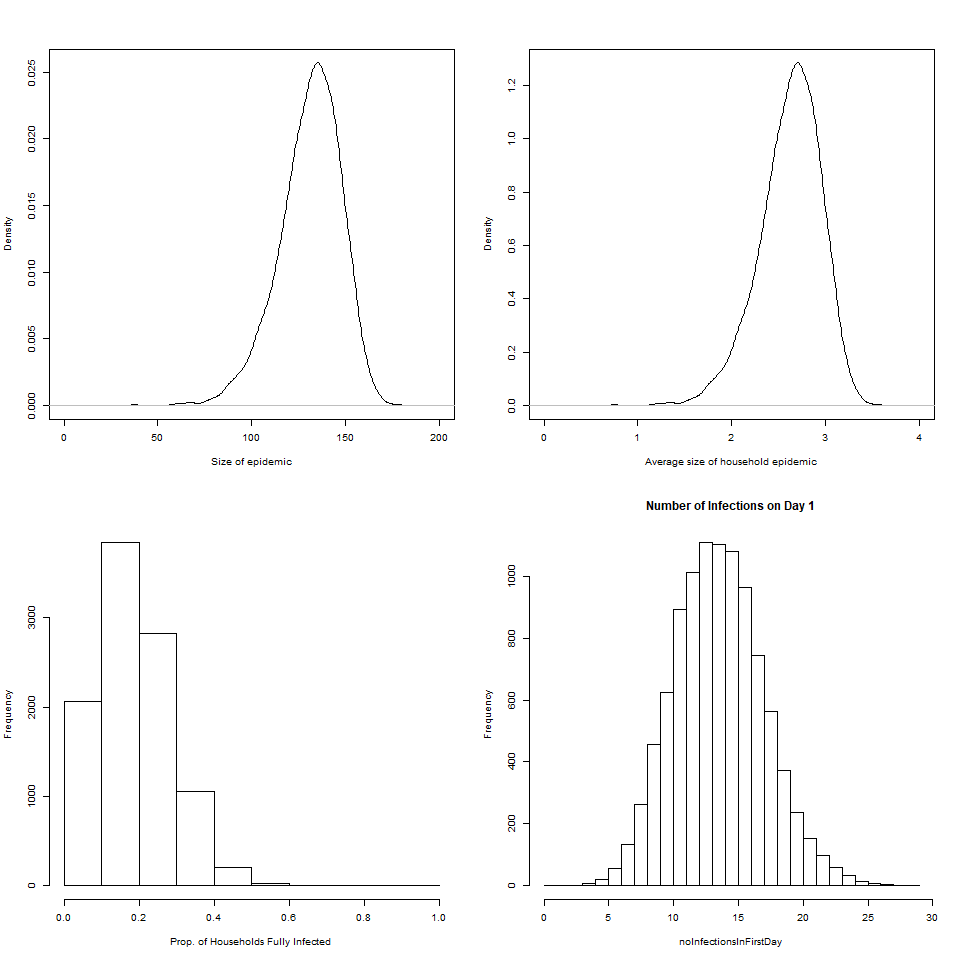 Density
0.025
0.020
0.015
0.010
0.005
0.000
0 50 100 150 200
Size of epidemic
Density
1.2
1.0
0.8
0.6
0.4
0.2
0.0
0 1 2 3 4
Average size of household epidemic
Frequency
3000
2000
1000
0
0.0 0.2 0.4 0.6 0.8 1.0
Prop. of Households Fully Infected
Number of Infections on Day 1
Frequency
1000
800
600
400
200
0
0 5 10 15 20 25 30
noInfectionsInFirstDay